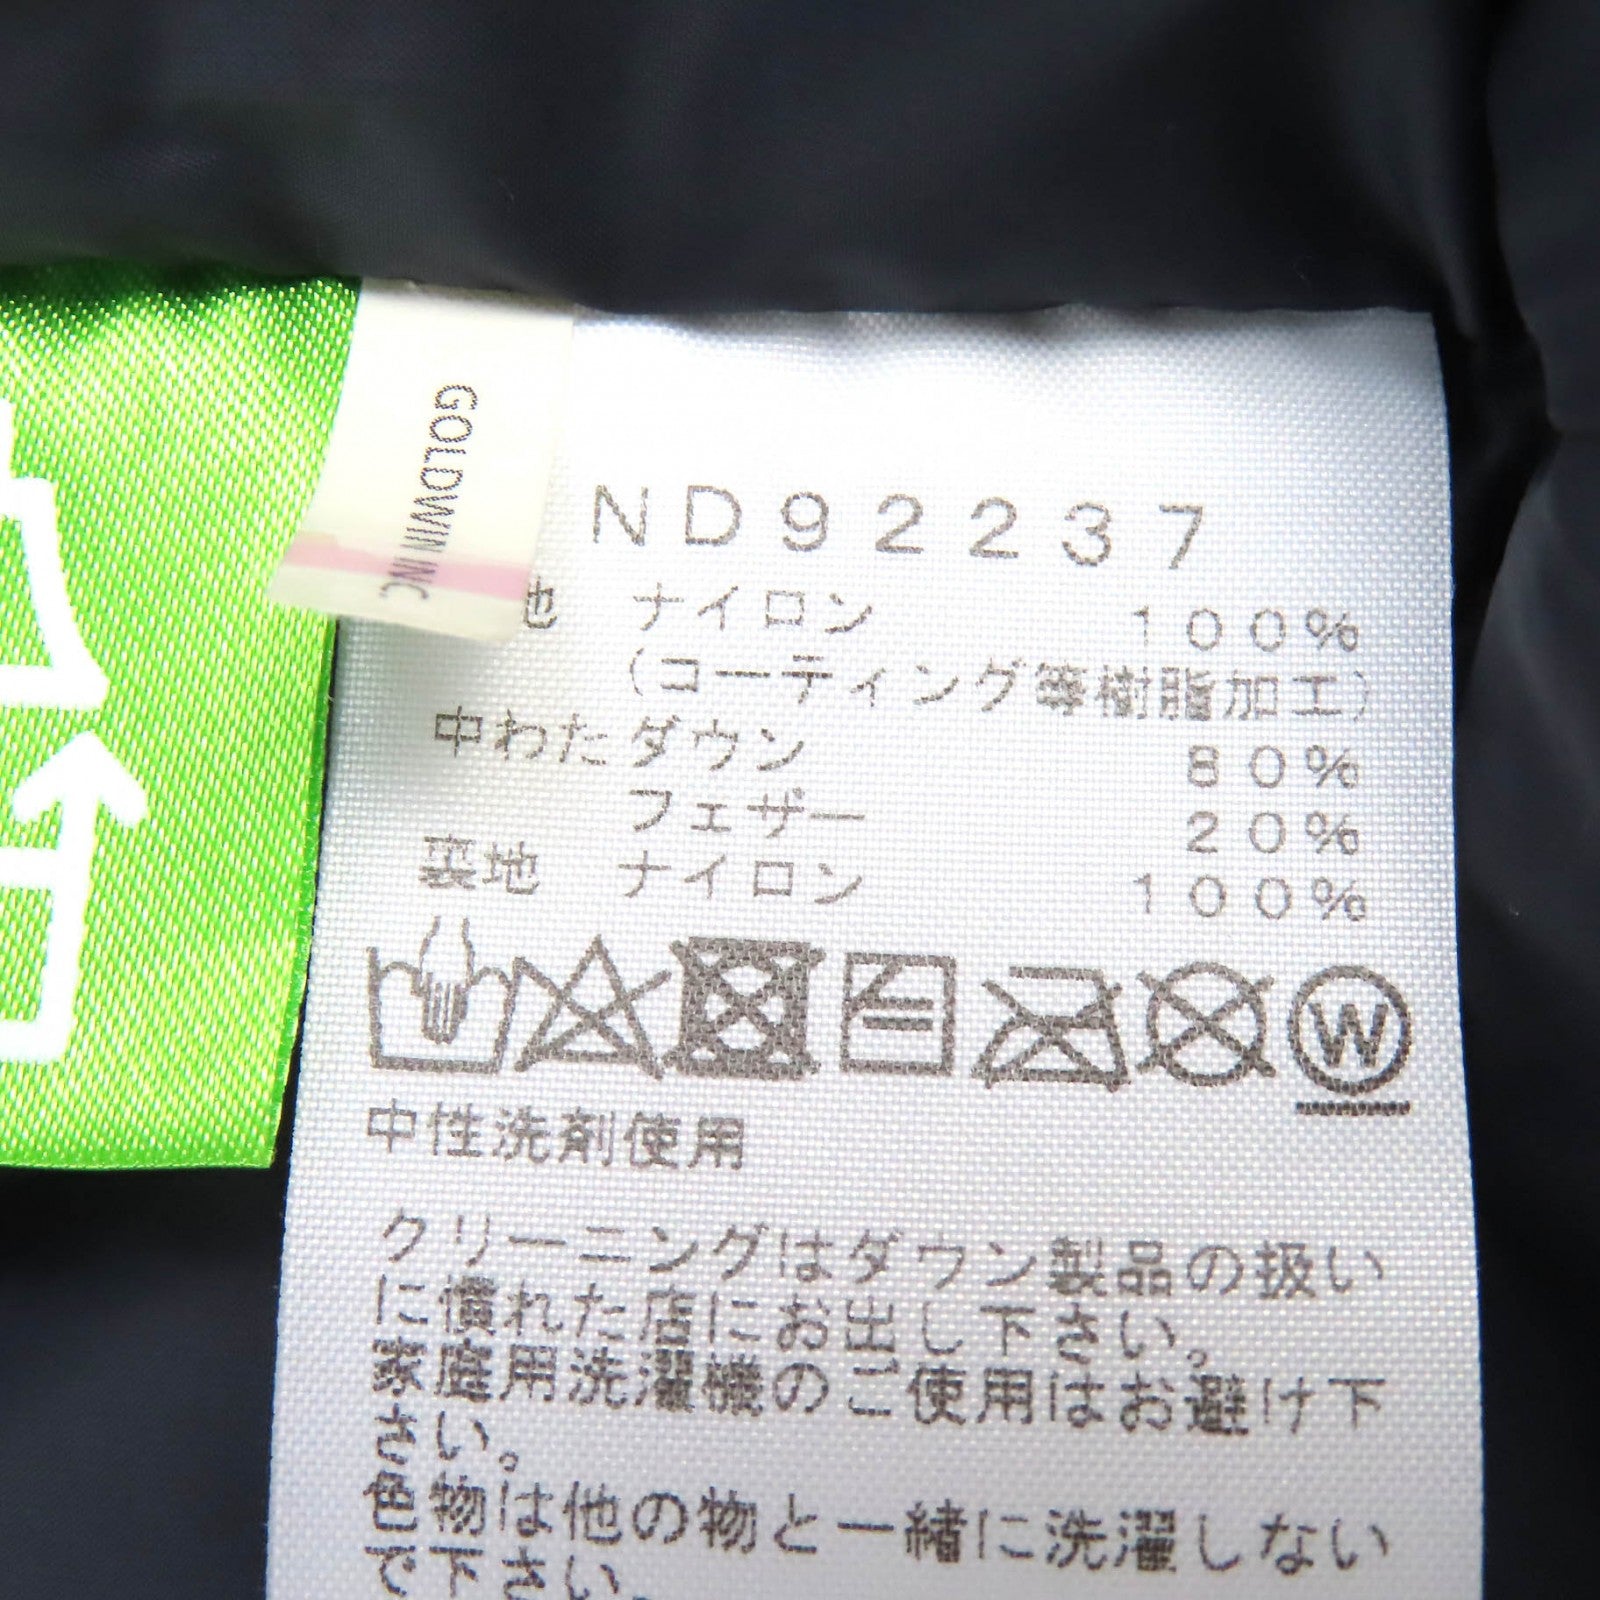 GOLDWIN INC
ND92237
地 ナイロン 100%
(コーティング等樹脂加工)
中わた ダウン 80%
フェザー 20%
裏地 ナイロン 100%
W
中性洗剤使用
クリーニングはダウン製品の扱い
に慣れた店にお出し下さい。
家庭用洗濯機のご使用はお避け下
さい。
色物は他の物と一緒に洗濯しない
で下さい。